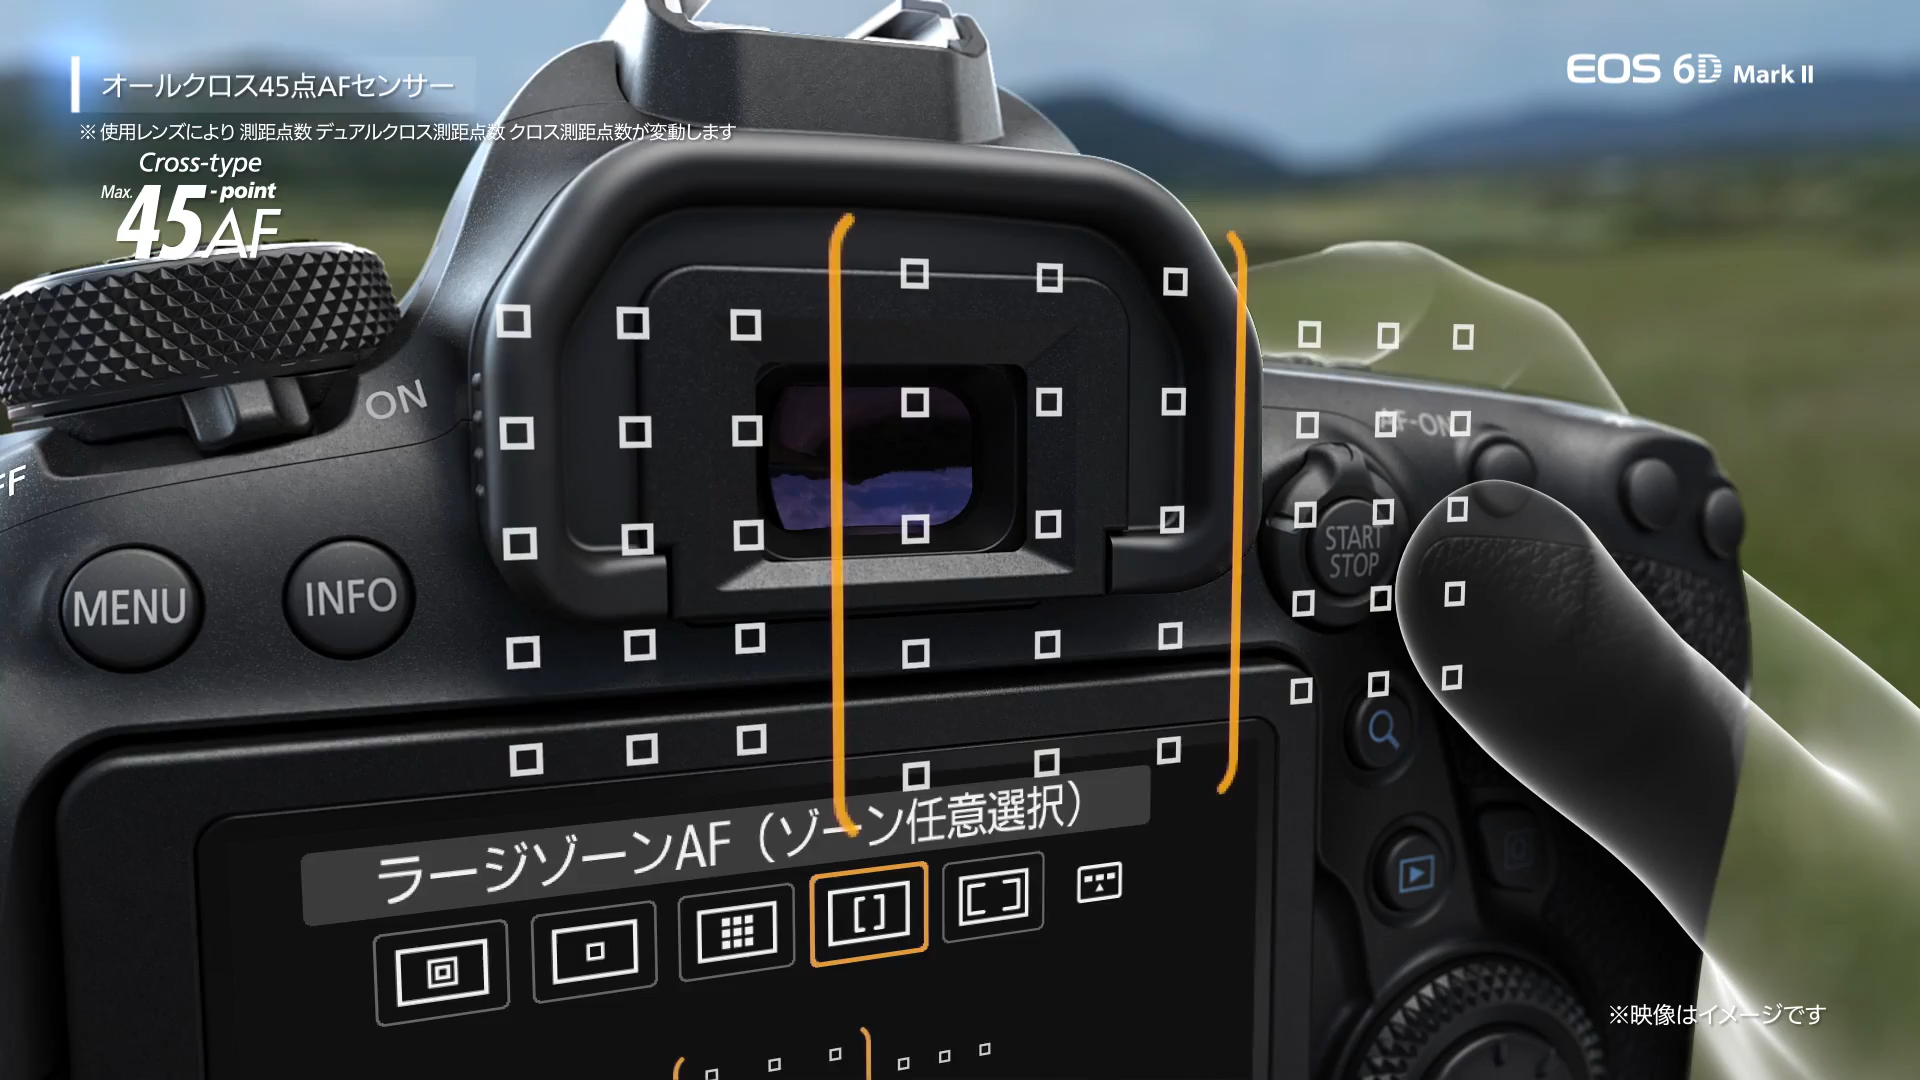 オールクロス45点AFセンサー
※ 使用レンズにより 測距点数 デュアルクロス測距点数 クロス測距点数が変動します
Cross-type
Max. 45-point AF
EOS 6D Mark II
ON
FF
MENU
INFO
AF-ON
START
STOP
ラージゾーンAF（ゾーン任意選択）
※映像はイメージです